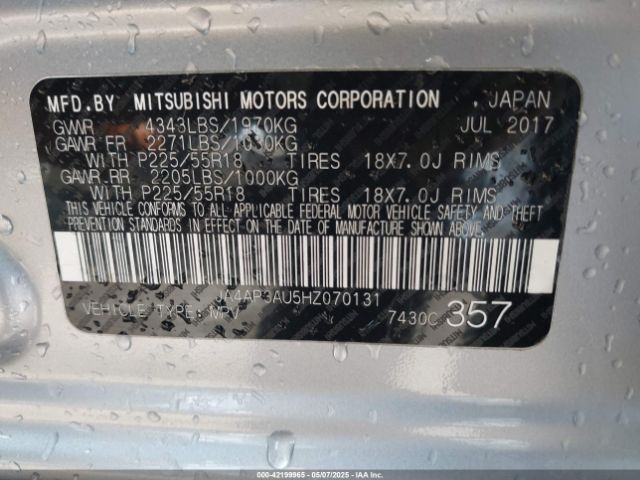 MFD.BY MITSUBISHI MOTORS CORPORATION . JAPAN
GVWR 4343LBS/1970KG JUL 2017
GAWR FR 2271LBS/1030KG
WITH P225/55R18 TIRES 18X7.0J RIMS
GAWR.RR 2205LBS/1000KG
WITH P225/55R18 TIRES 18X7.0J RIMS
THIS VEHICLE CONFORMS TO ALL APPLICABLE FEDERAL MOTOR VEHICLE SAFETY AND THEFT
PREVENTION STANDARDS IN EFFECT ON THE DATE OF MANUFACTURE SHOWN ABOVE.
A4AP3AU5HZ070131
VEHICLE TYPE: MPV 7430C 357
000-42199965 - 05/07/2025 - IAAI.COM